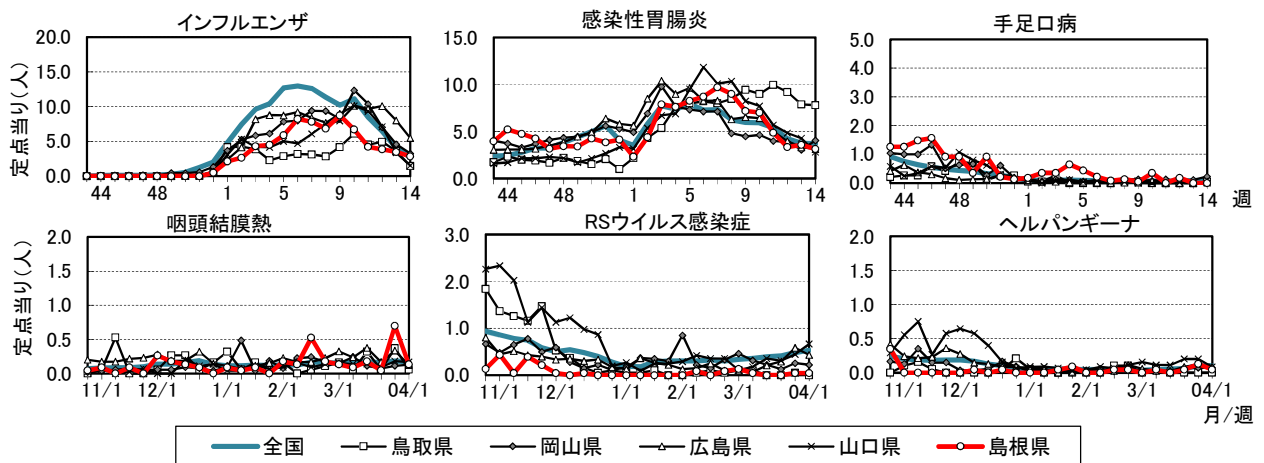 インフルエンザ
感染性胃腸炎
手足口病
定点当り(人)
20.0
15.0
10.0
5.0
0.0
44 48 1 5 9 14
15.0
10.0
5.0
0.0
44 48 1 5 9 14
5.0
4.0
3.0
2.0
1.0
0.0
44 48 1 5 9 14 週
咽頭結膜熱
RSウイルス感染症
ヘルパンギーナ
定点当り(人)
2.0
1.5
1.0
0.5
0.0
11/1 12/1 1/1 2/1 3/1 04/1
3.0
2.0
1.0
0.0
11/1 12/1 1/1 2/1 3/1 04/1
2.0
1.5
1.0
0.5
0.0
11/1 12/1 1/1 2/1 3/1 04/1
月/週
全国 鳥取県 岡山県 広島県 山口県 島根県